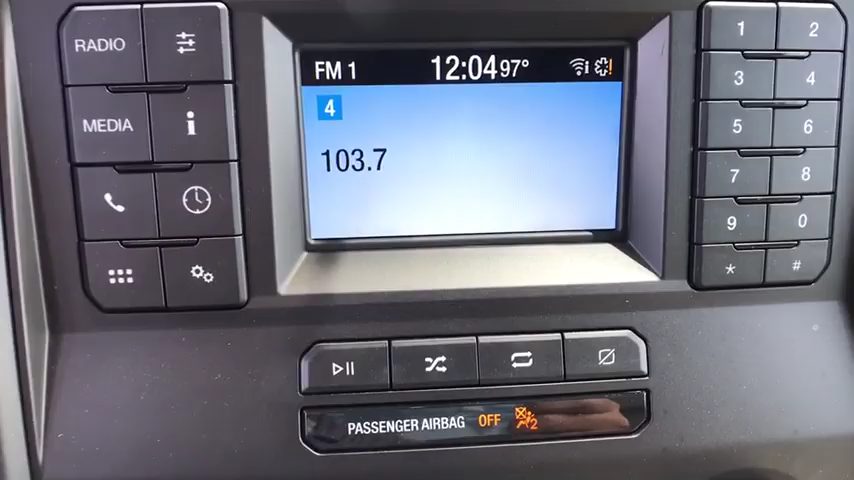 RADIO
MEDIA
i
FM 1 12:04 97° i !
4
103.7
1 2
3 4
5 6
7 8
9 0
* #
PASSENGER AIRBAG OFF 2